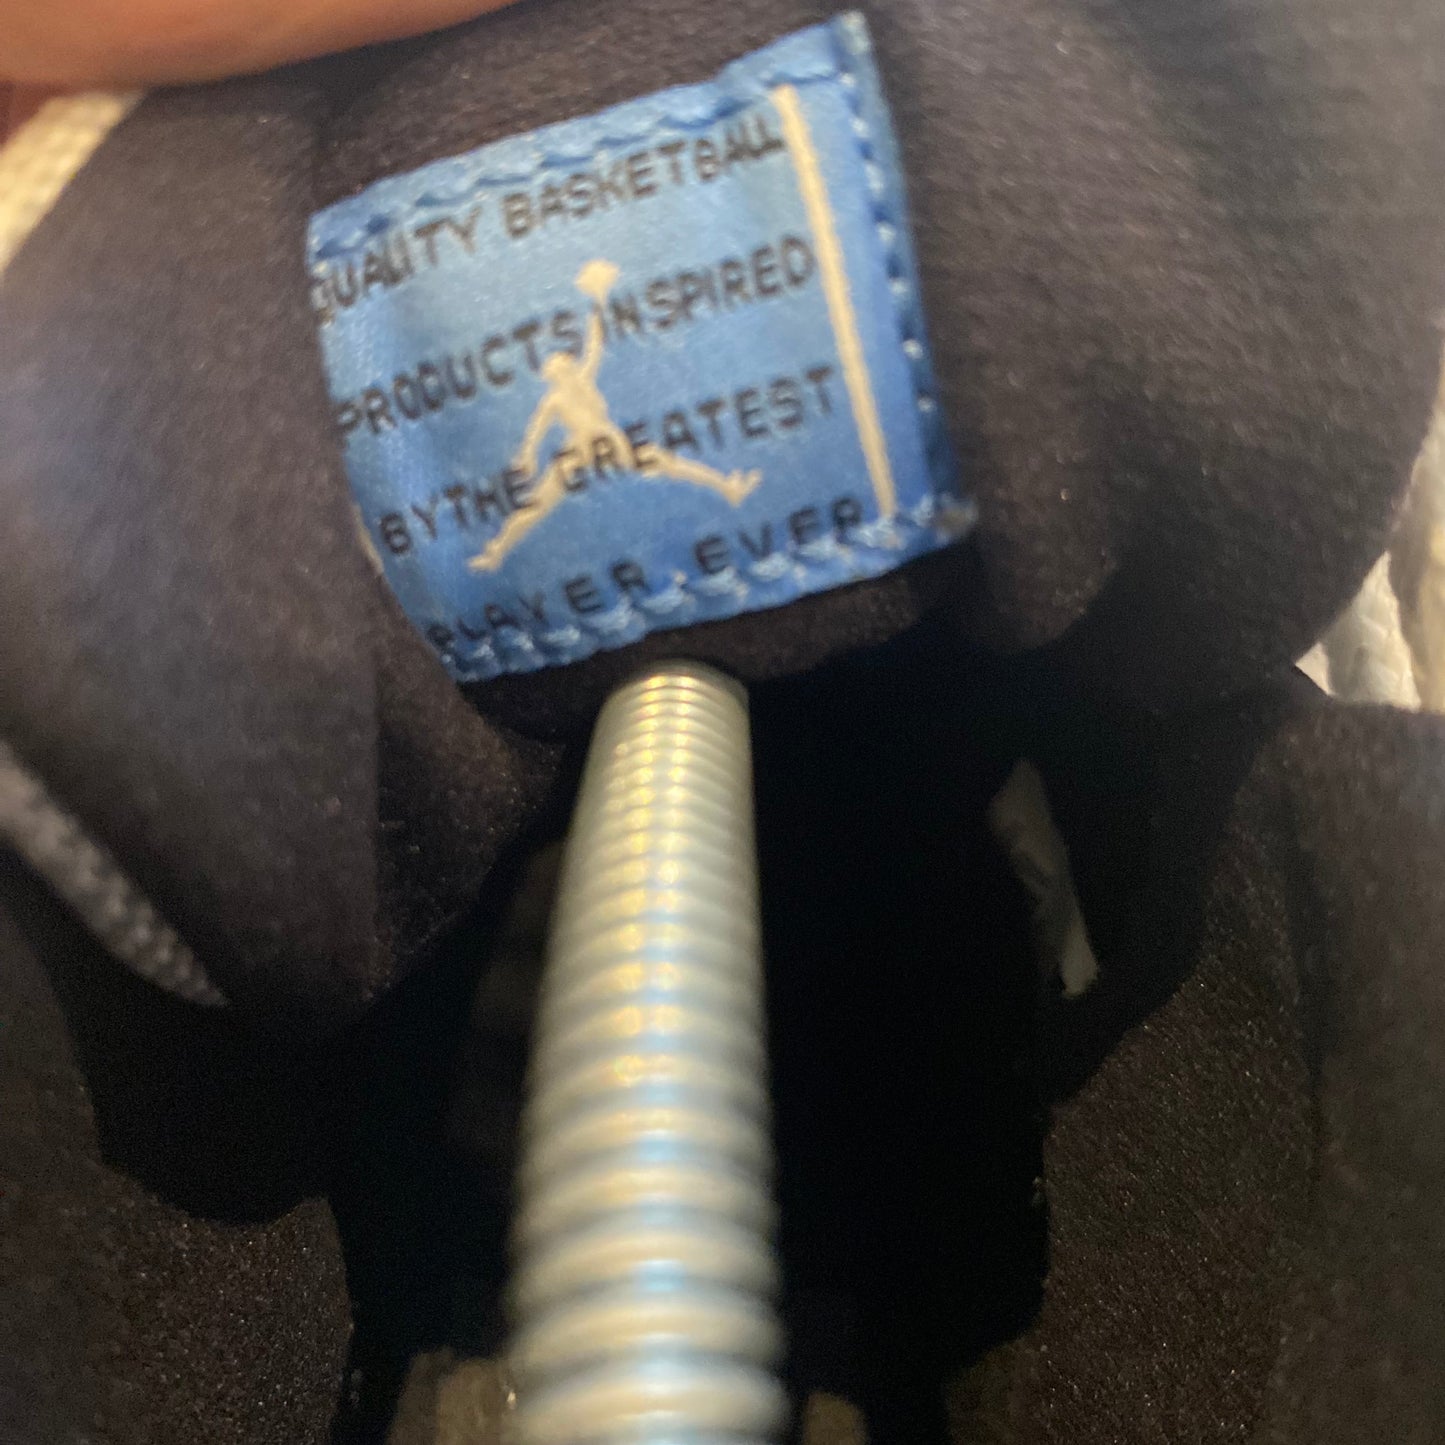 QUALITY BASKETBALL
PRODUCTS INSPIRED
BY THE GREATEST
PLAYER EVER